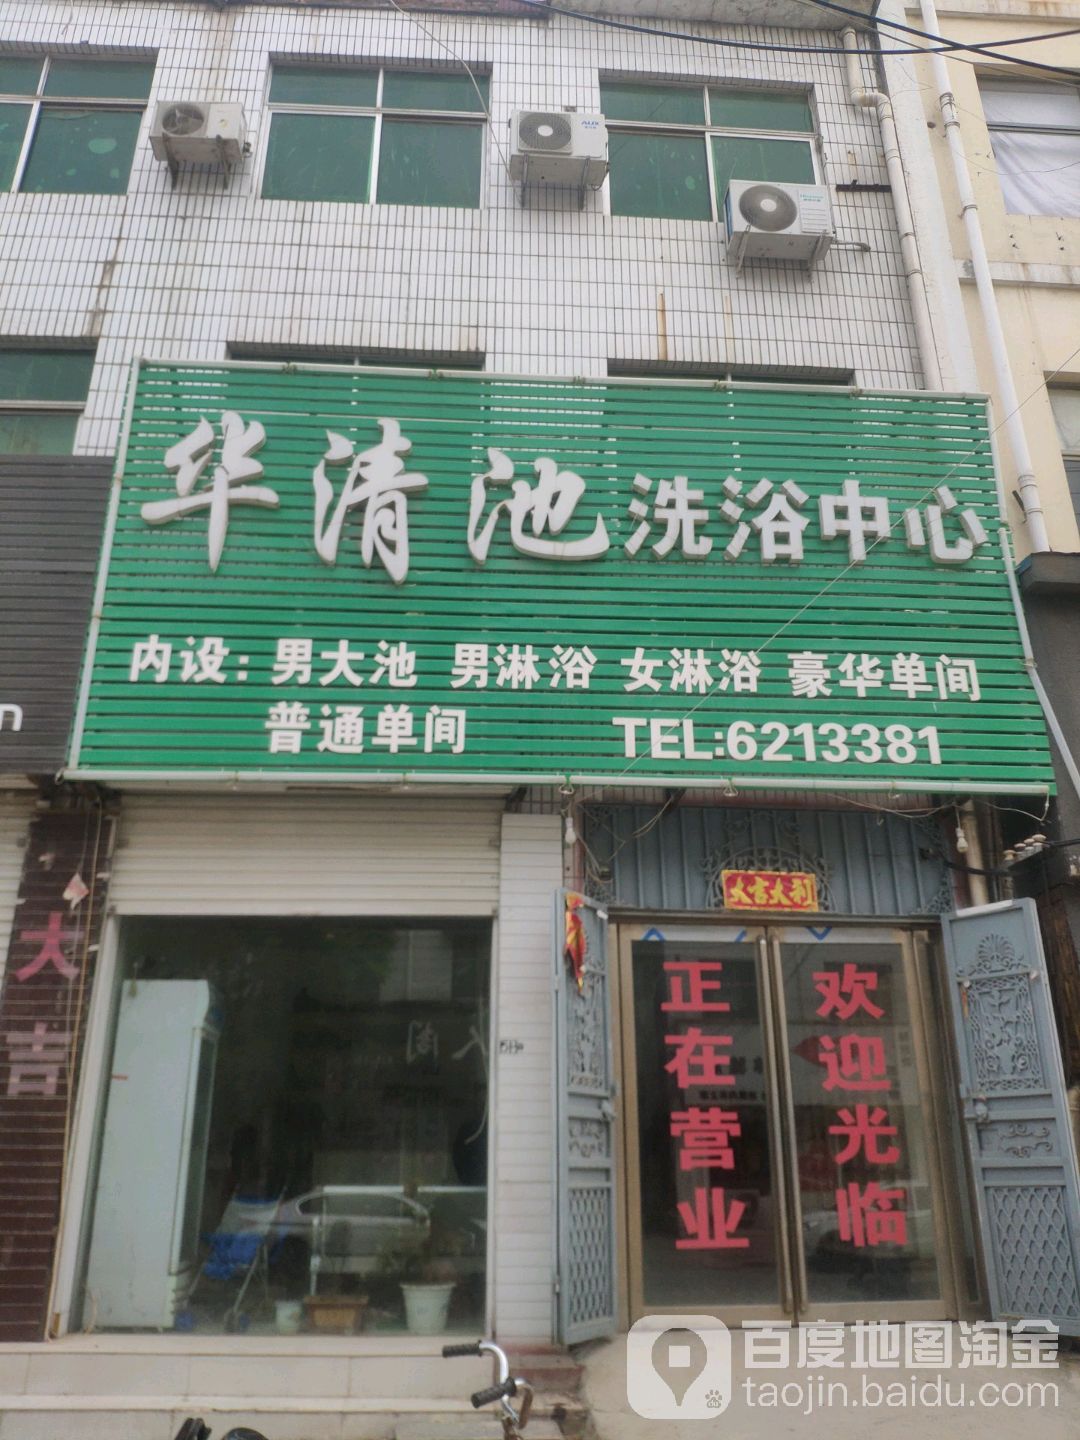 AUX
华清池洗浴中心
内设：男大池 男淋浴 女淋浴 豪华单间
普通单间 TEL:6213381
大吉大利
大吉
正在营业
欢迎光临
百度地图淘金
taojin.baidu.com